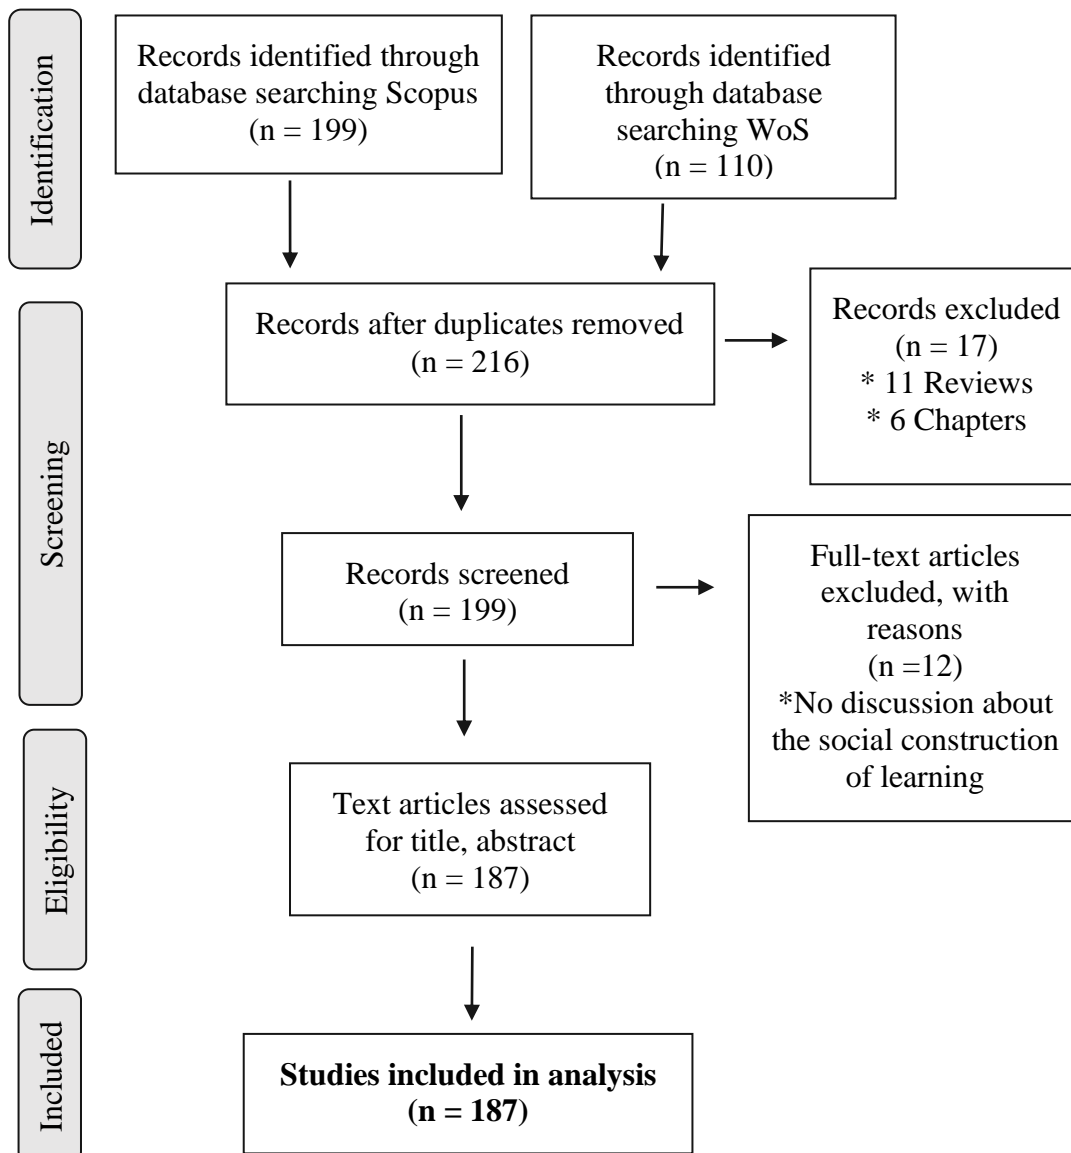 Identification
Records identified through
database searching Scopus
(n = 199)
Records identified
through database
searching WoS
(n = 110)
Screening
Records after duplicates removed
(n = 216)
Records excluded
(n = 17)
* 11 Reviews
* 6 Chapters
Records screened
(n = 199)
Full-text articles
excluded, with
reasons
(n =12)
*No discussion about
the social construction
of learning
Eligibility
Text articles assessed
for title, abstract
(n = 187)
Included
Studies included in analysis
(n = 187)